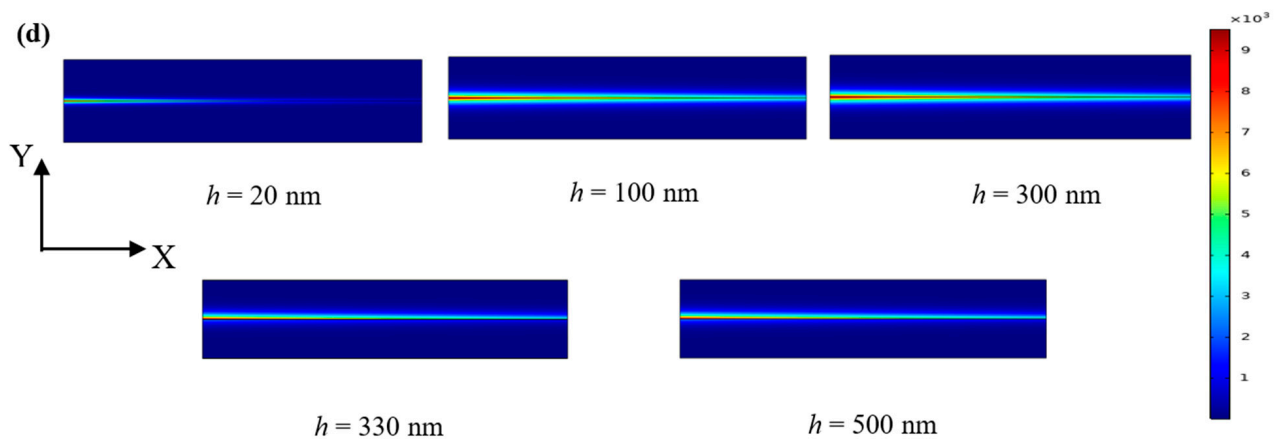 (d)
×10³
9
8
7
6
5
4
3
2
1
Y
X
h = 20 nm
h = 100 nm
h = 300 nm
h = 330 nm
h = 500 nm